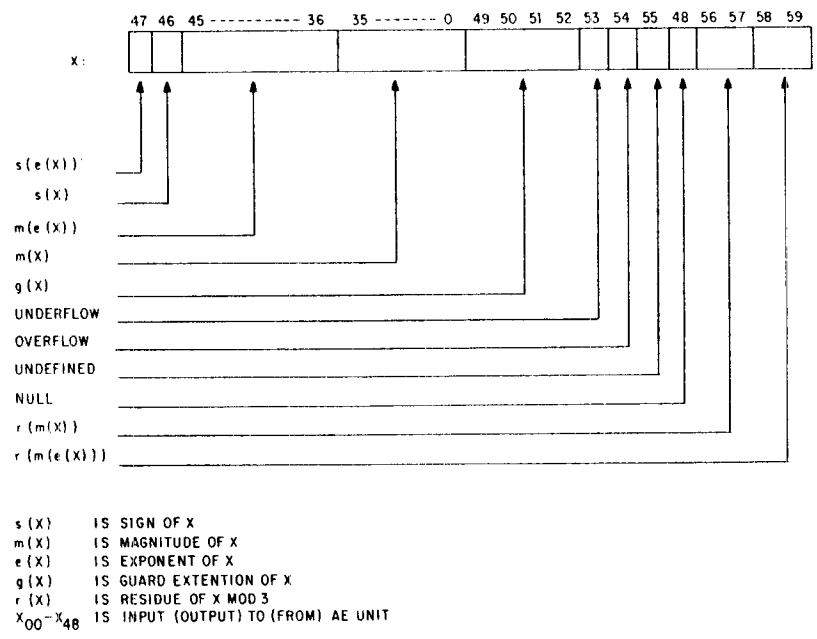 47 46 45 ---------- 36 35 -------- 0 49 50 51 52 53 54 55 48 56 57 58 59
X:
s(e(X))
s(X)
m(e(X))
m(X)
g(X)
UNDERFLOW
OVERFLOW
UNDEFINED
NULL
r(m(X))
r(m(e(X)))
s(X) IS SIGN OF X
m(X) IS MAGNITUDE OF X
e(X) IS EXPONENT OF X
g(X) IS GUARD EXTENTION OF X
r(X) IS RESIDUE OF X MOD 3
X00-X48 IS INPUT (OUTPUT) TO (FROM) AE UNIT